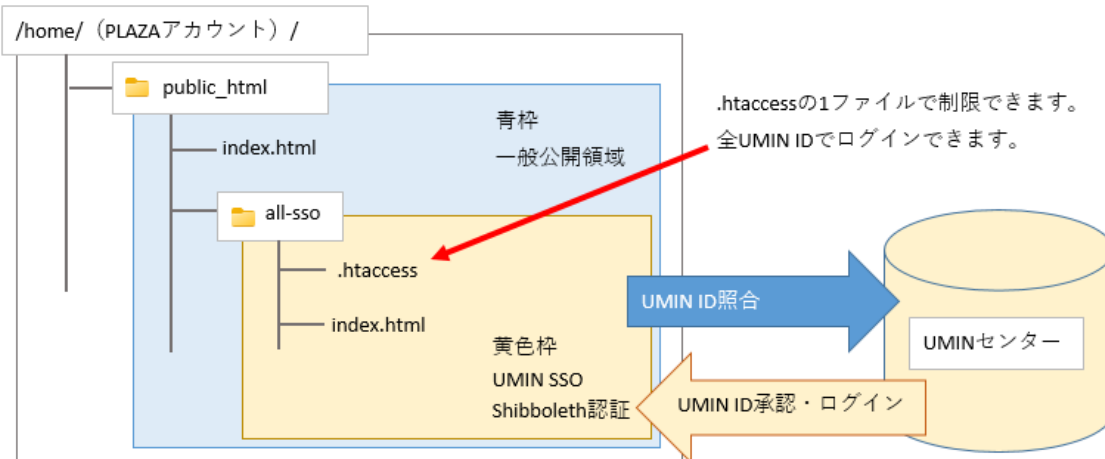 /home/（PLAZAアカウント）/
public_html
index.html
青枠
一般公開領域
.htaccessの1ファイルで制限できます。
全UMIN IDでログインできます。
all-sso
.htaccess
index.html
黄色枠
UMIN SSO
Shibboleth認証
UMIN ID照合
UMINセンター
UMIN ID承認・ログイン